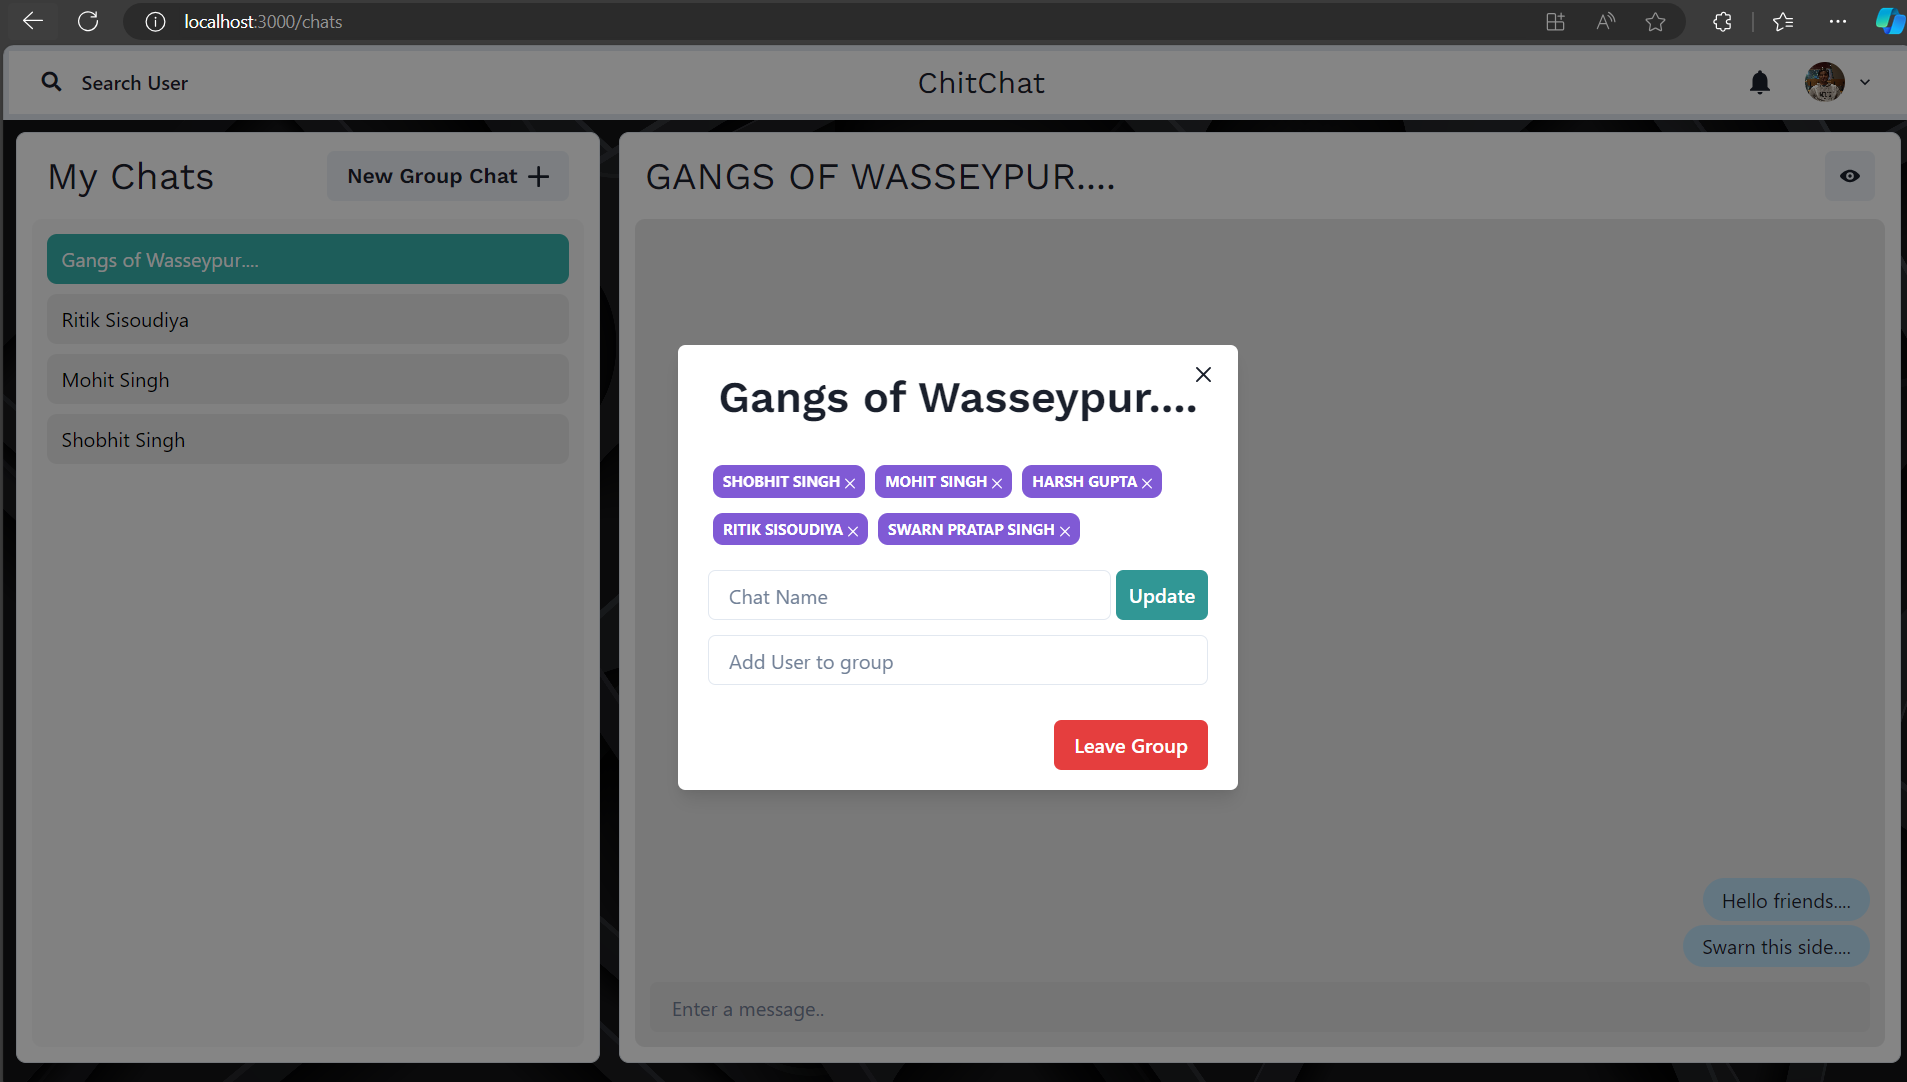 localhost:3000/chats
Search User
ChitChat
My Chats
New Group Chat
Gangs of Wasseypur....
Ritik Sisoudiya
Mohit Singh
Shobhit Singh
GANGS OF WASSEYPUR....
Gangs of Wasseypur....
SHOBHIT SINGH MOHIT SINGH HARSH GUPTA
RITIK SISOUDIYA SWARN PRATAP SINGH
Chat Name Update
Add User to group
Leave Group
Hello friends....
Swarn this side....
Enter a message..